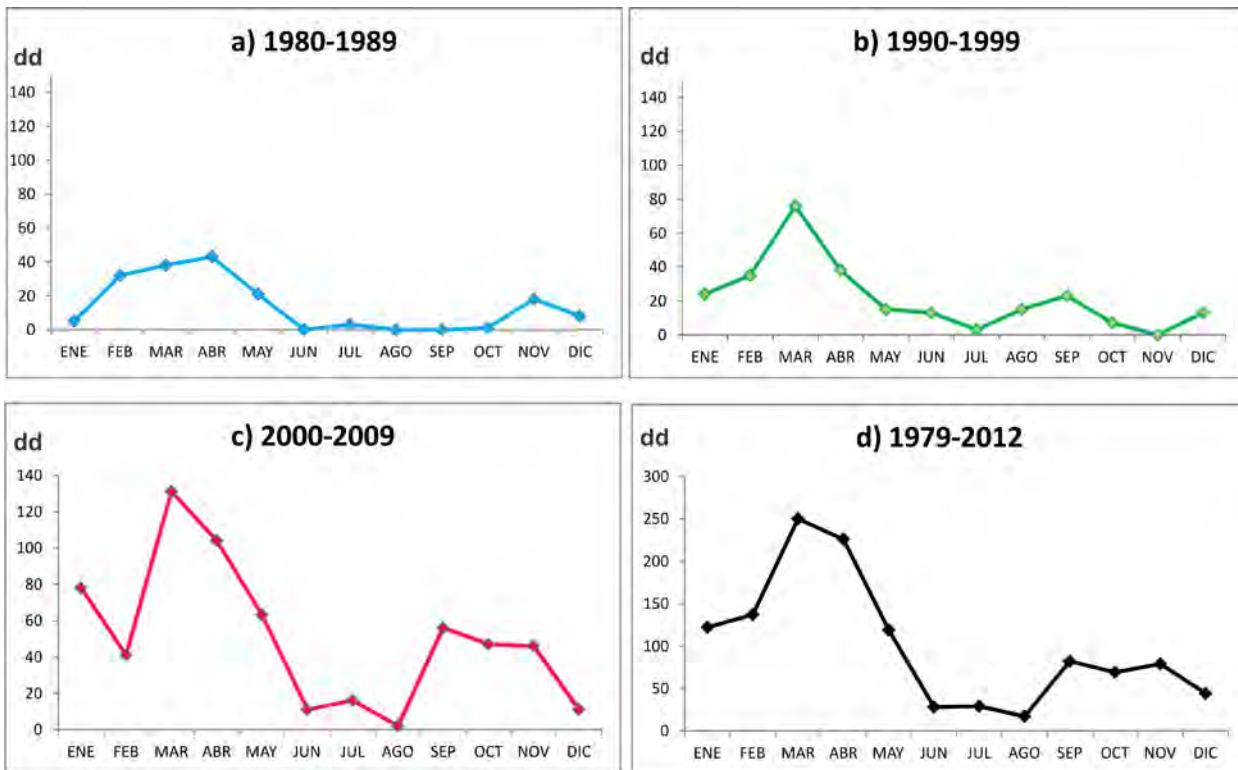 a) 1980-1989
dd
140
120
100
80
60
40
20
0
ENE FEB MAR ABR MAY JUN JUL AGO SEP OCT NOV DIC
b) 1990-1999
dd
140
120
100
80
60
40
20
0
ENE FEB MAR ABR MAY JUN JUL AGO SEP OCT NOV DIC
c) 2000-2009
dd
140
120
100
80
60
40
20
0
ENE FEB MAR ABR MAY JUN JUL AGO SEP OCT NOV DIC
d) 1979-2012
dd
300
250
200
150
100
50
0
ENE FEB MAR ABR MAY JUN JUL AGO SEP OCT NOV DIC